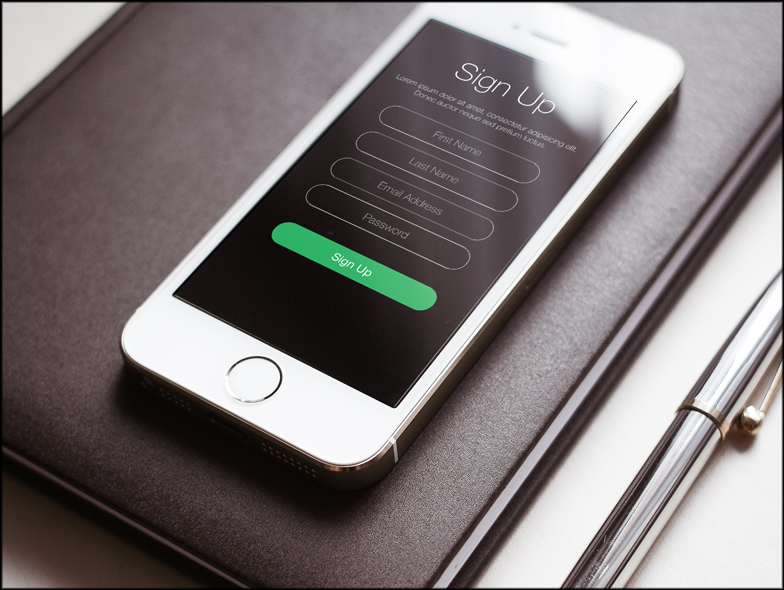 Sign Up
Lorem ipsum dolor sit amet, consectetur adipisicing elit.
Donec auctor neque sed pretium luctus.
First Name
Last Name
Email Address
Password
Sign Up